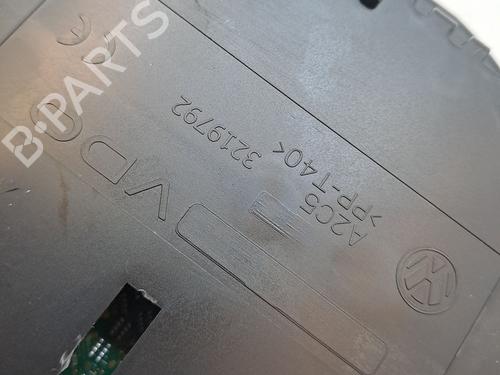 B-PARTS
3219792
A2C5
>PP-T40<
VDO